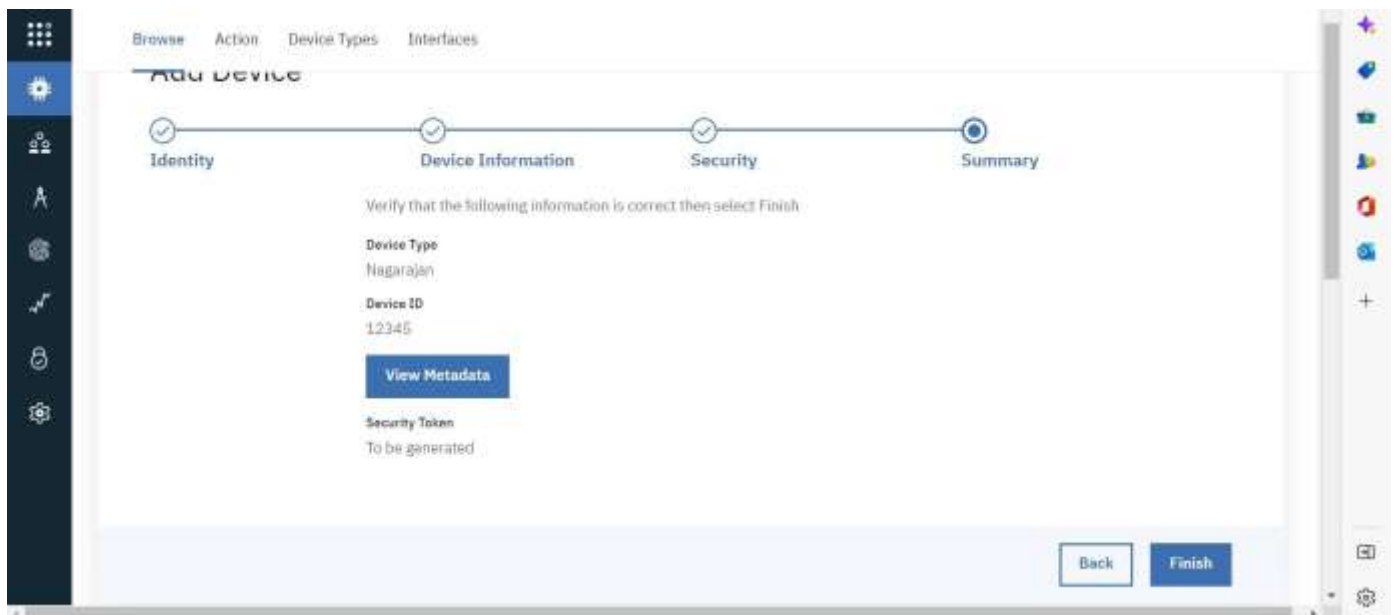 Browse Action Device Types Interfaces
Add Device
Identity Device Information Security Summary
Verify that the following information is correct then select Finish
Device Type
Nagarajan
Device ID
12345
View Metadata
Security Token
To be generated
Back Finish